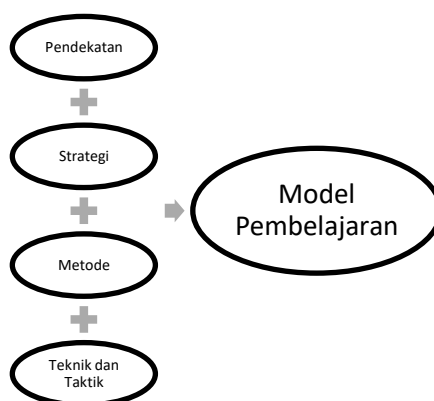 Pendekatan
Strategi
Metode
Teknik dan
Taktik
Model
Pembelajaran